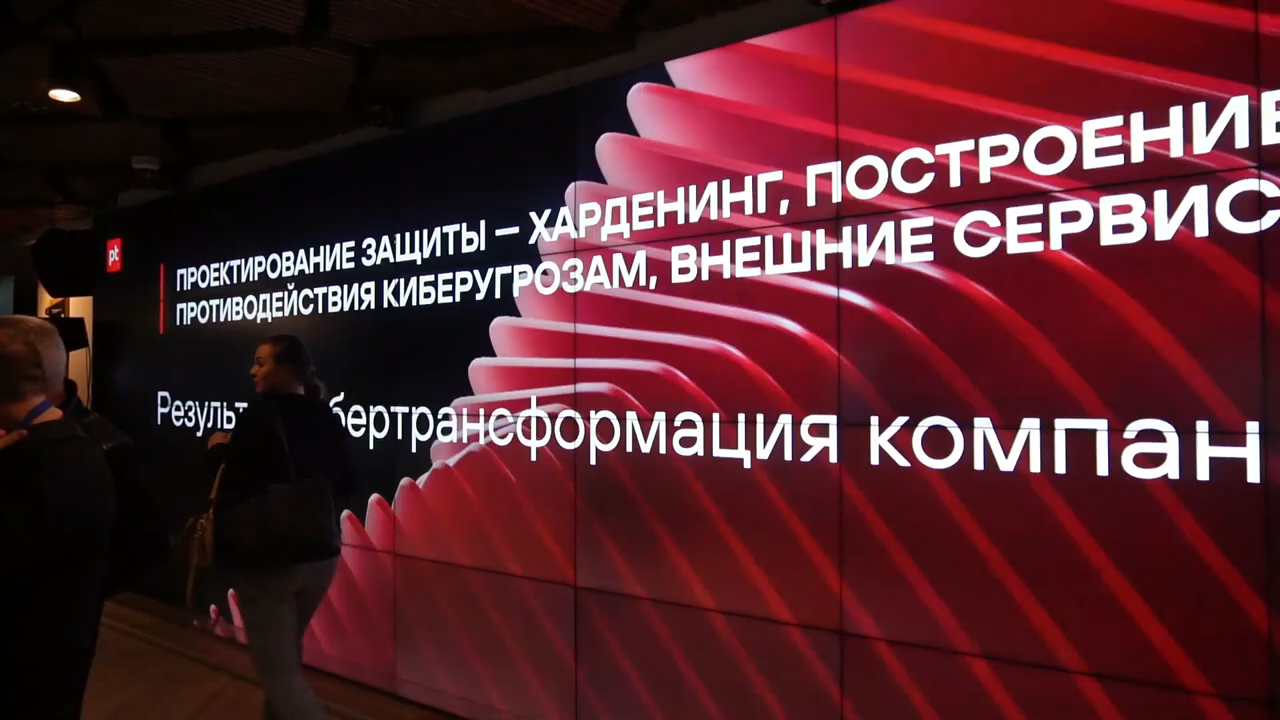 pt
ПРОЕКТИРОВАНИЕ ЗАЩИТЫ — ХАРДЕНИНГ, ПОСТРОЕНИЕ
ПРОТИВОДЕЙСТВИЯ КИБЕРУГРОЗАМ, ВНЕШНИЕ СЕРВИС
Резуль бертрансформация компан